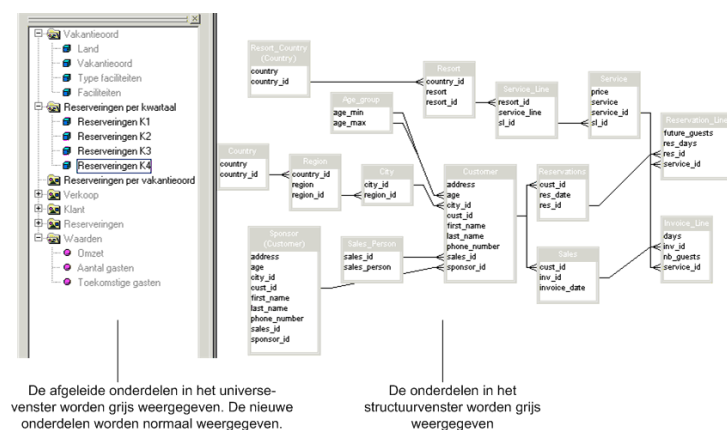 Vakantieoord
Land
Vakantieoord
Type faciliteiten
Faciliteiten
Reserveringen per kwartaal
Reserveringen K1
Reserveringen K2
Reserveringen K3
Reserveringen K4
Reserveringen per vakantieoord
Verkoop
Klant
Reserveringen
Waarden
Omzet
Aantal gasten
Toekomstige gasten
Resort_Country
(Country)
country
country_id
Resort
country_id
resort
resort_id
Service_Line
resort_id
service_line
sl_id
Service
price
service
service_id
sl_id
Reservation_Line
future_guests
res_days
res_id
service_id
Age_group
age_min
age_max
Country
country
country_id
Region
country_id
region
region_id
City
city_id
region_id
Customer
address
age
city_id
cust_id
first_name
last_name
phone_number
sales_id
sponsor_id
Reservations
cust_id
res_date
res_id
Sponsor
(Customer)
address
age
city_id
cust_id
first_name
last_name
phone_number
sales_id
sponsor_id
Sales_Person
sales_id
sales_person
Sales
cust_id
inv_id
invoice_date
Invoice_Line
days
inv_id
nb_guests
service_id
De afgeleide onderdelen in het universe-
venster worden grijs weergegeven. De nieuwe
onderdelen worden normaal weergegeven.
De onderdelen in het
structuurvenster worden grijs
weergegeven